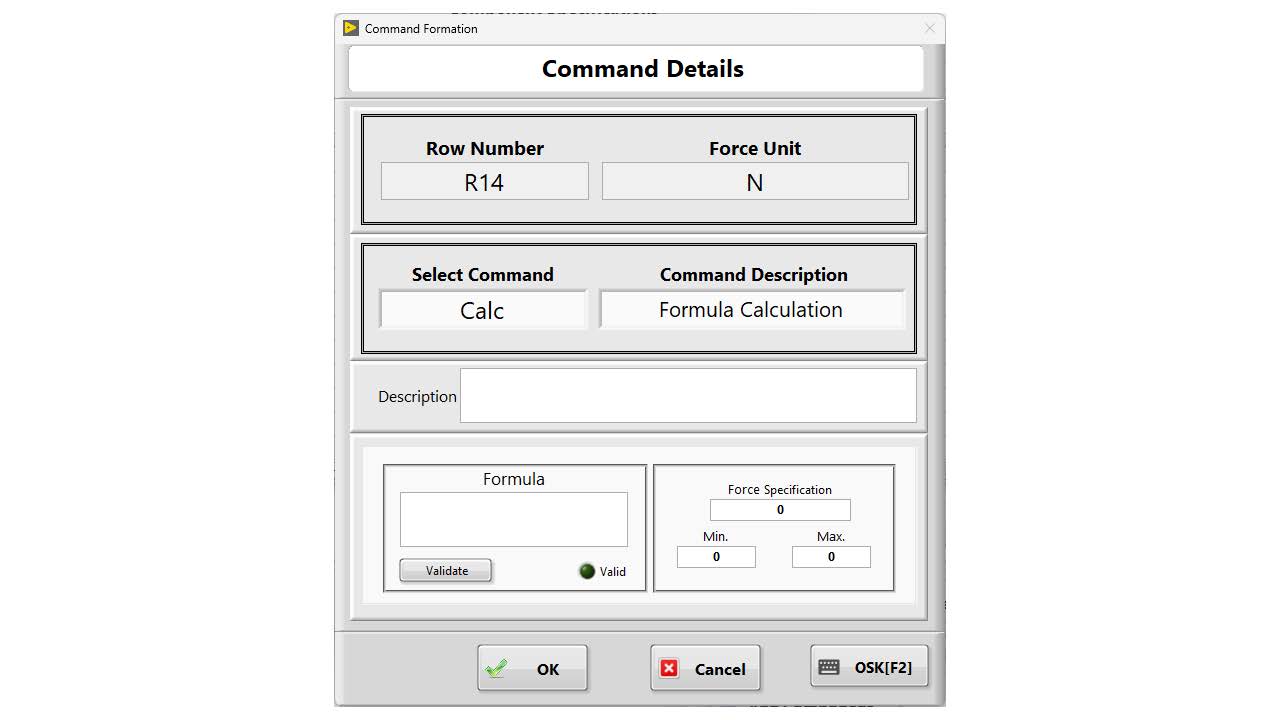 Command Formation
Command Details
Row Number Force Unit
R14 N
Select Command Command Description
Calc Formula Calculation
Description
Formula
Force Specification
0
Min. Max.
0 0
Validate Valid
OK Cancel OSK[F2]